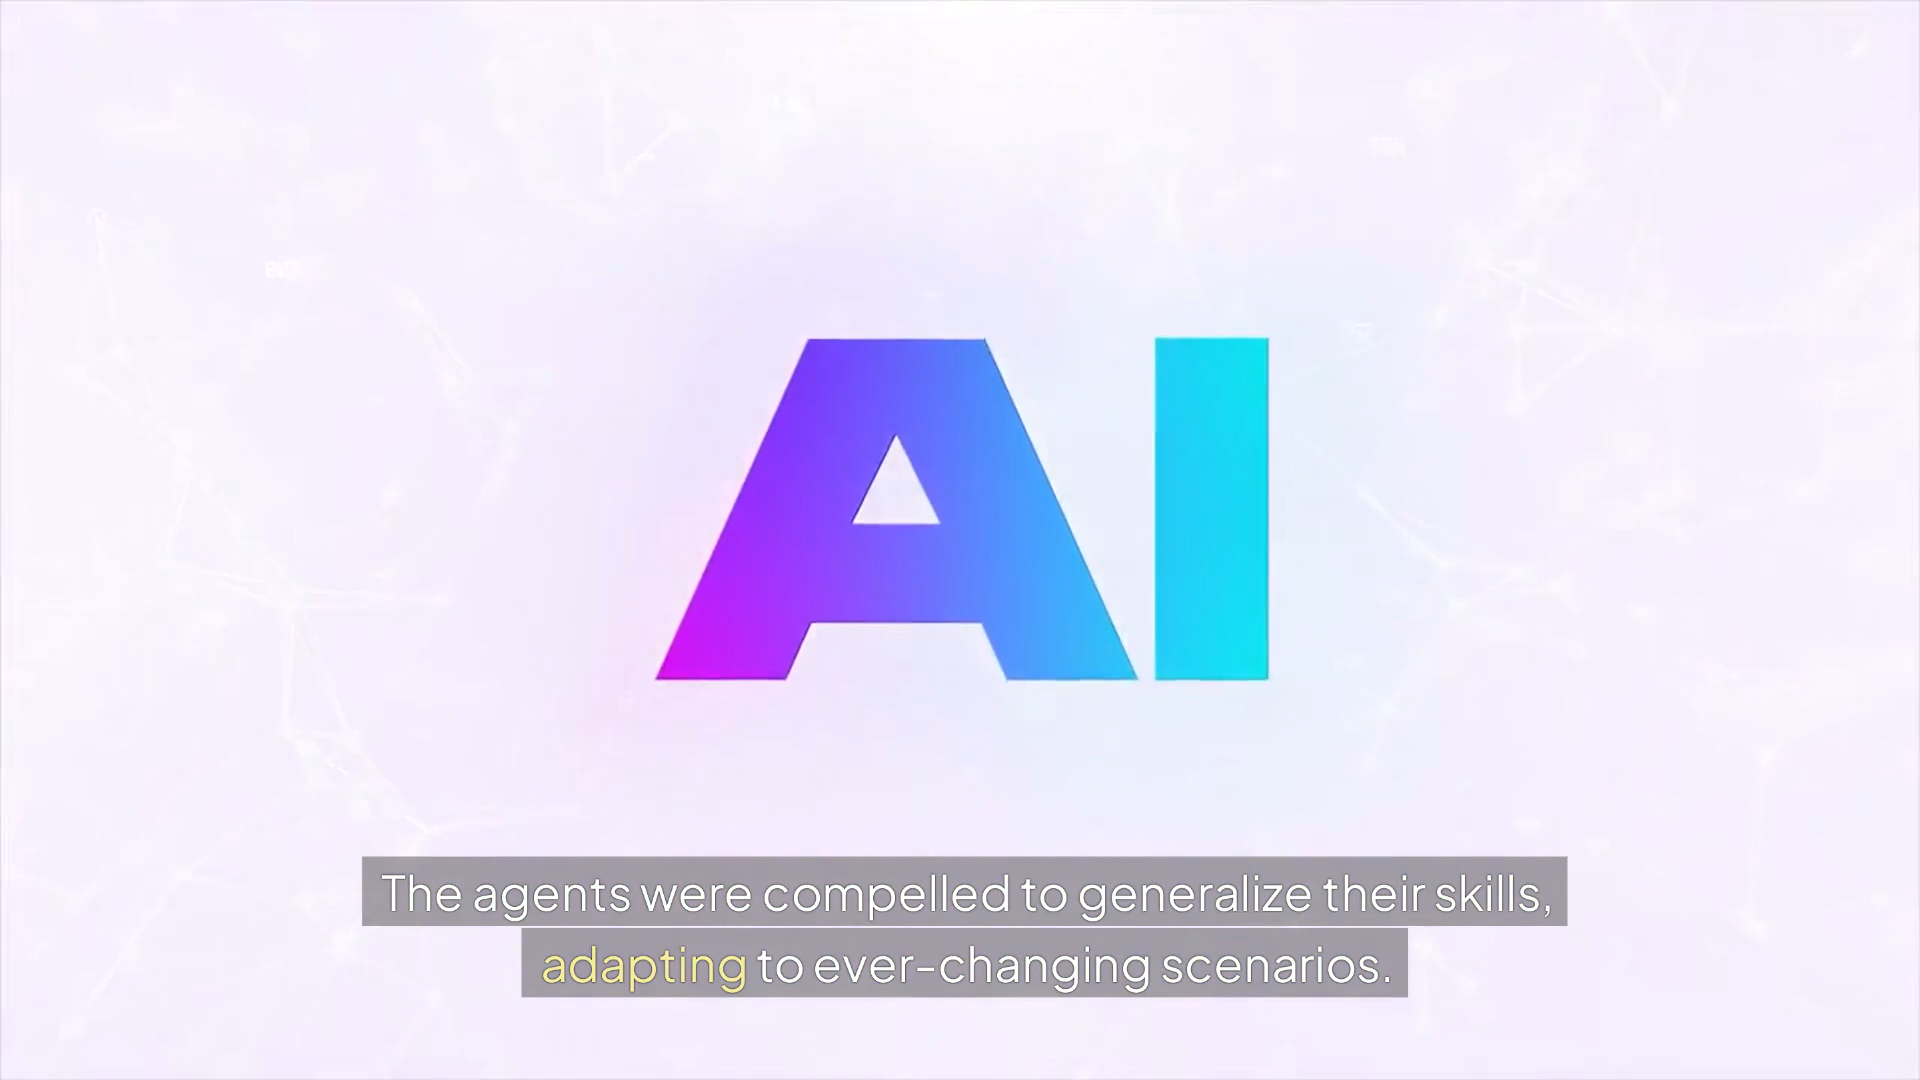 AI
The agents were compelled to generalize their skills,
adapting to ever-changing scenarios.